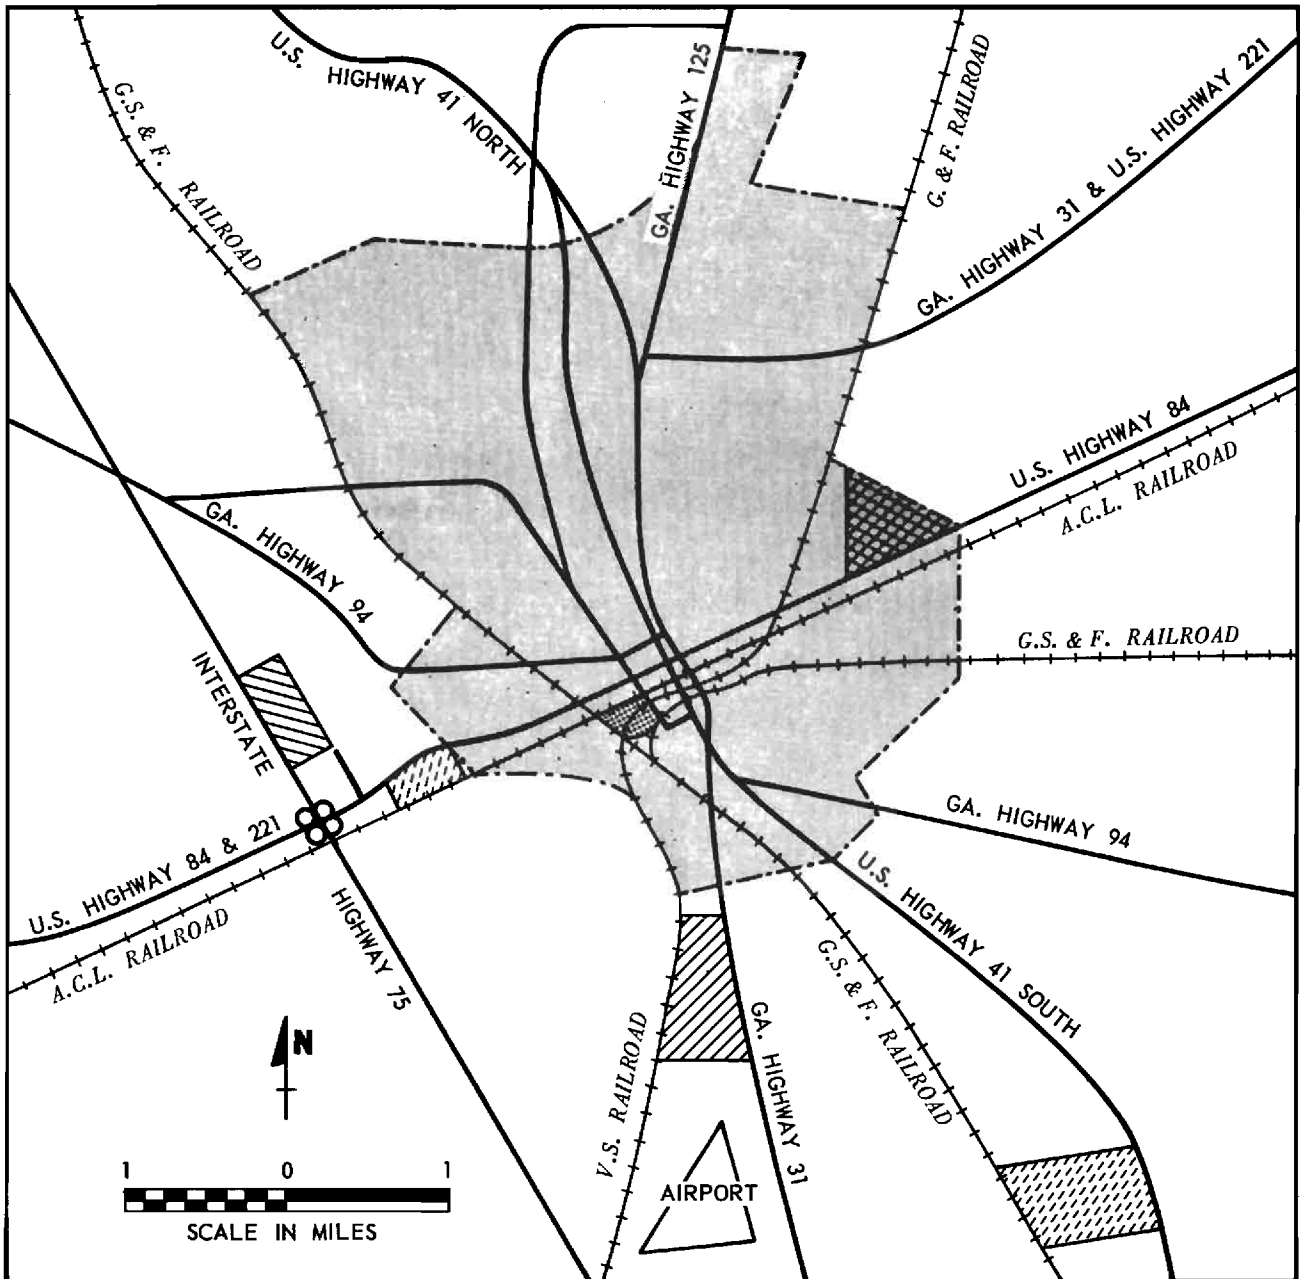 U.S. HIGHWAY 41 NORTH
GA. HIGHWAY 125
G. & F. RAILROAD
GA. HIGHWAY 31 & U.S. HIGHWAY 221
G.S. & F. RAILROAD
U.S. HIGHWAY 84
A.C.L. RAILROAD
GA. HIGHWAY 94
G.S. & F. RAILROAD
INTERSTATE HIGHWAY 75
GA. HIGHWAY 94
U.S. HIGHWAY 84 & 221
A.C.L. RAILROAD
U.S. HIGHWAY 41 SOUTH
G.S. & F. RAILROAD
GA. HIGHWAY 31
V.S. RAILROAD
N
AIRPORT
1 0 1
SCALE IN MILES